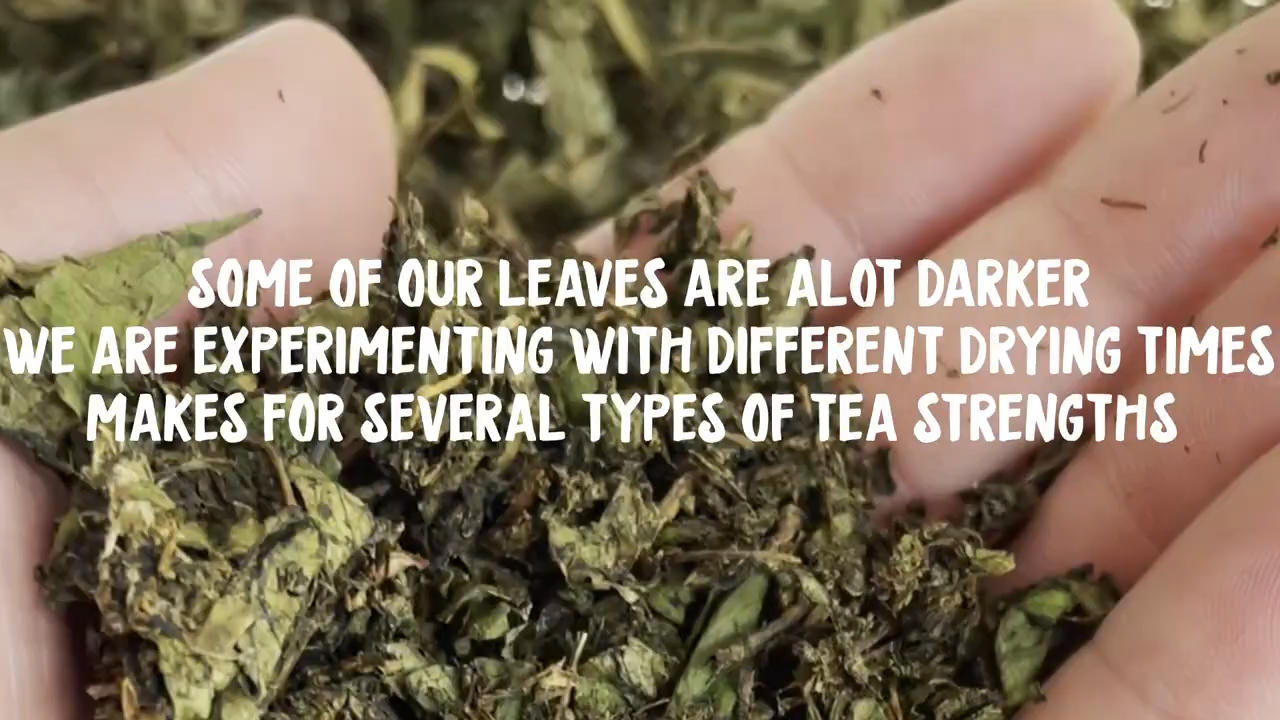 SOME OF OUR LEAVES ARE ALOT DARKER
WE ARE EXPERIMENTING WITH DIFFERENT DRYING TIMES
MAKES FOR SEVERAL TYPES OF TEA STRENGTHS